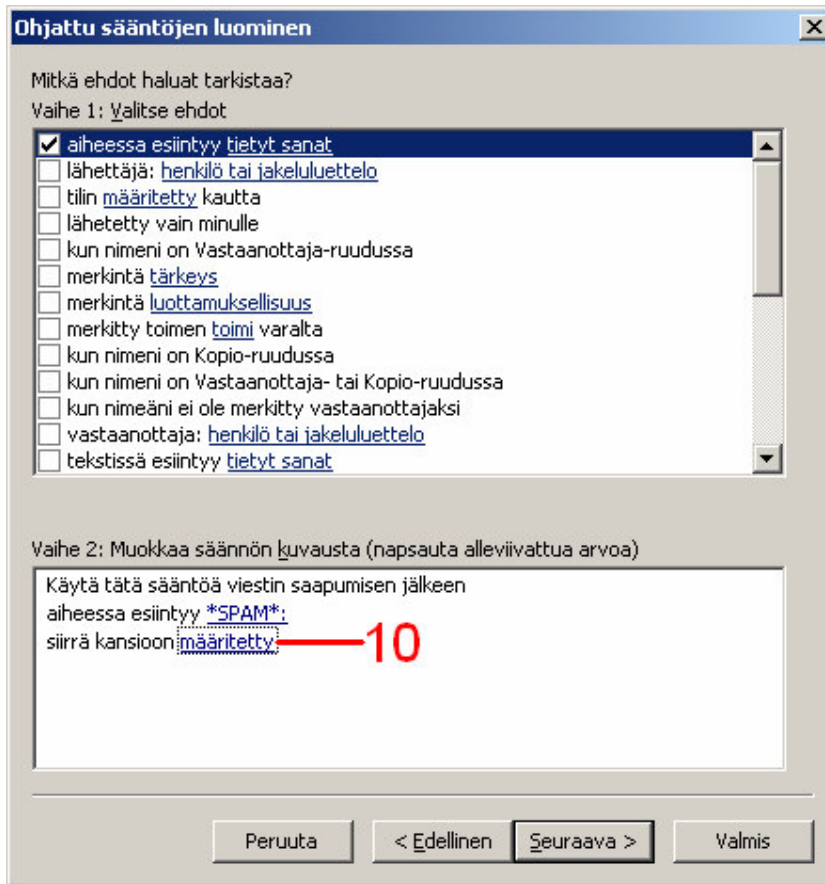 Ohjattu sääntöjen luominen
Mitkä ehdot haluat tarkistaa?
Vaihe 1: Valitse ehdot
aiheessa esiintyy tietyt sanat
lähettäjä: henkilö tai jakeluluettelo
tilin määritetty kautta
lähetetty vain minulle
kun nimeni on Vastaanottaja-ruudussa
merkintä tärkeys
merkintä luottamuksellisuus
merkitty toimen toimi varalta
kun nimeni on Kopio-ruudussa
kun nimeni on Vastaanottaja- tai Kopio-ruudussa
kun nimeäni ei ole merkitty vastaanottajaksi
vastaanottaja: henkilö tai jakeluluettelo
tekstissä esiintyy tietyt sanat
Vaihe 2: Muokkaa säännön kuvausta (napsauta alleviivattua arvoa)
Käytä tätä sääntöä viestin saapumisen jälkeen
aiheessa esiintyy *SPAM*:
siirrä kansioon määritetty 10
Peruuta < Edellinen Seuraava > Valmis